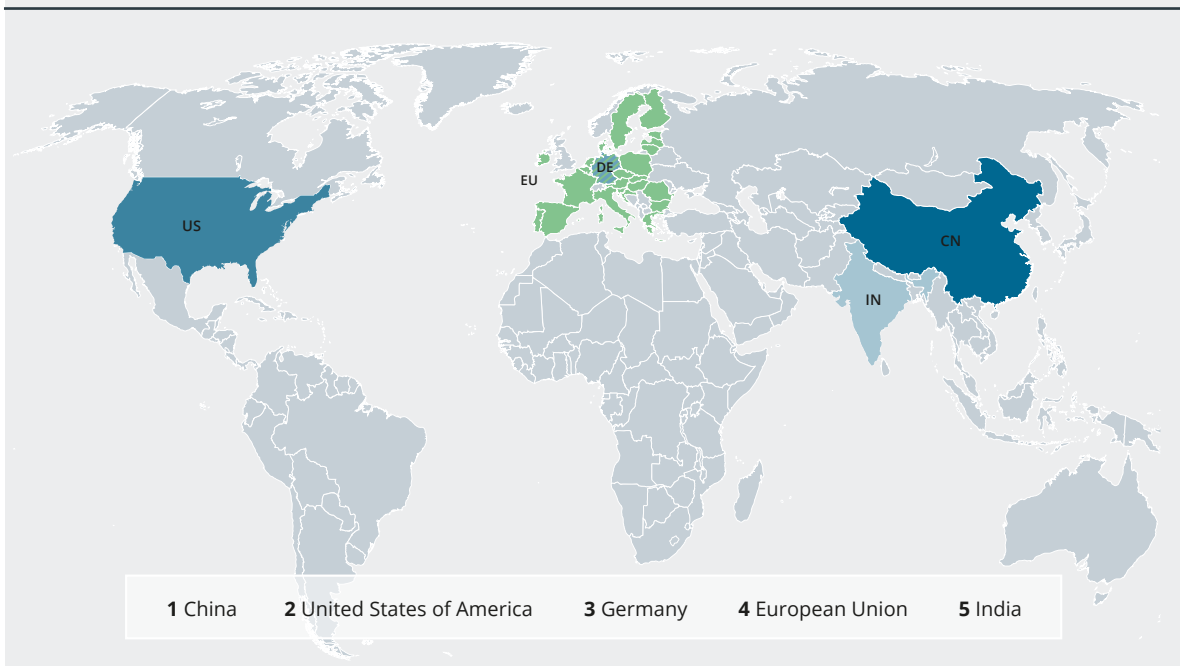 DE
EU
US
CN
IN
1 China 2 United States of America 3 Germany 4 European Union 5 India